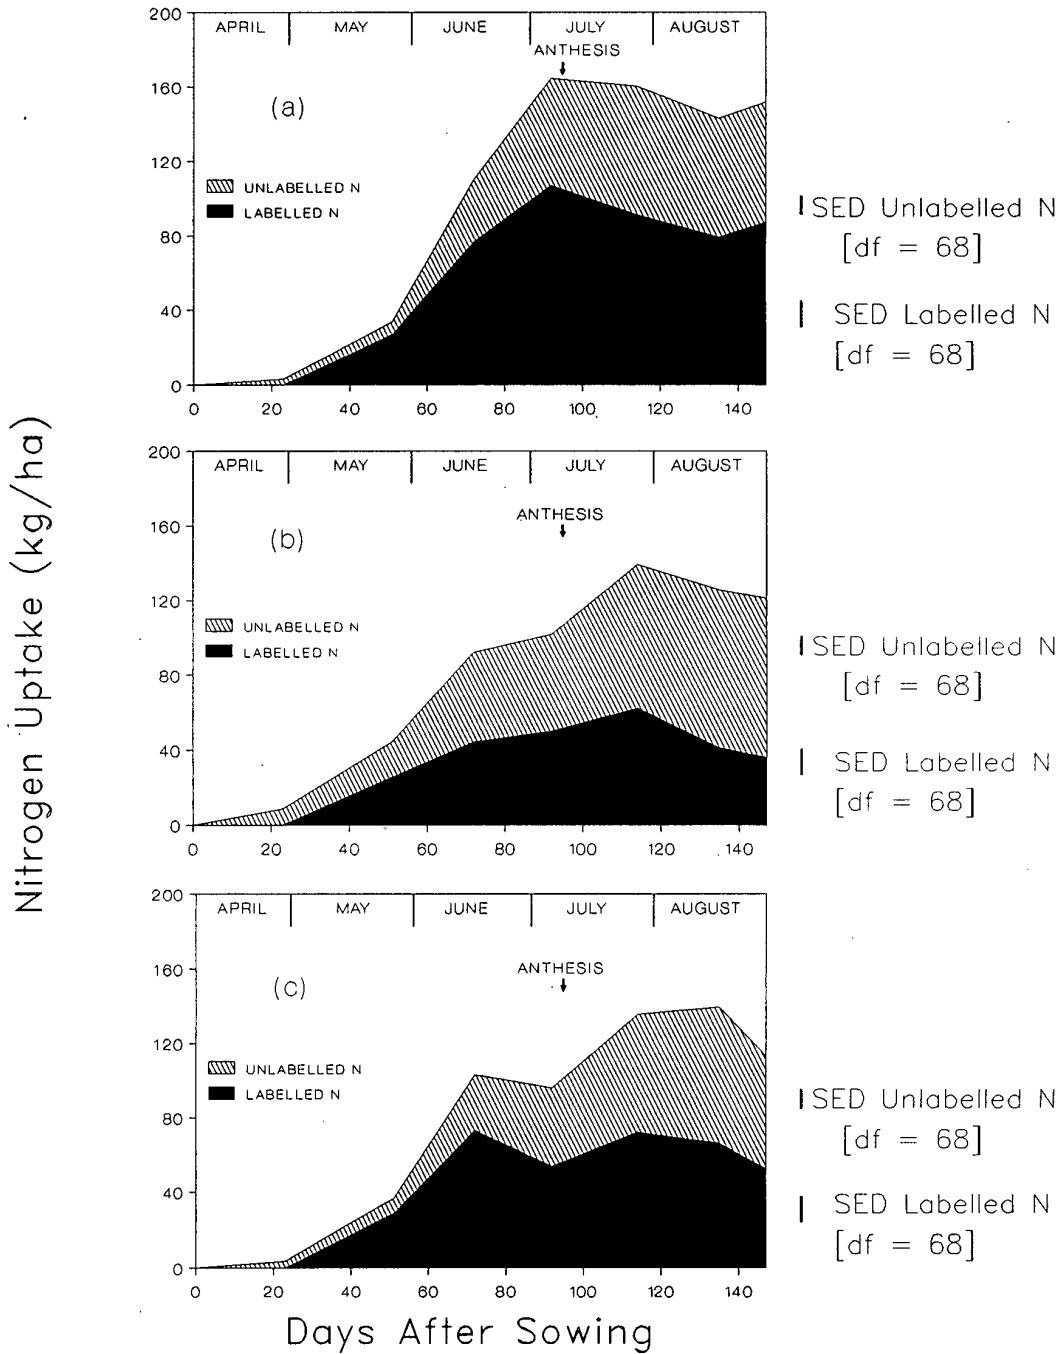 Nitrogen Uptake (kg/ha)
200
APRIL MAY JUNE JULY AUGUST
ANTHESIS
160
(a)
120
UNLABELLED N
LABELLED N
80
40
0
0 20 40 60 80 100 120 140
SED Unlabelled N
[df = 68]
SED Labelled N
[df = 68]
200
APRIL MAY JUNE JULY AUGUST
ANTHESIS
160
(b)
120
UNLABELLED N
LABELLED N
80
40
0
0 20 40 60 80 100 120 140
SED Unlabelled N
[df = 68]
SED Labelled N
[df = 68]
200
APRIL MAY JUNE JULY AUGUST
ANTHESIS
160
(c)
120
UNLABELLED N
LABELLED N
80
40
0
0 20 40 60 80 100 120 140
SED Unlabelled N
[df = 68]
SED Labelled N
[df = 68]
Days After Sowing